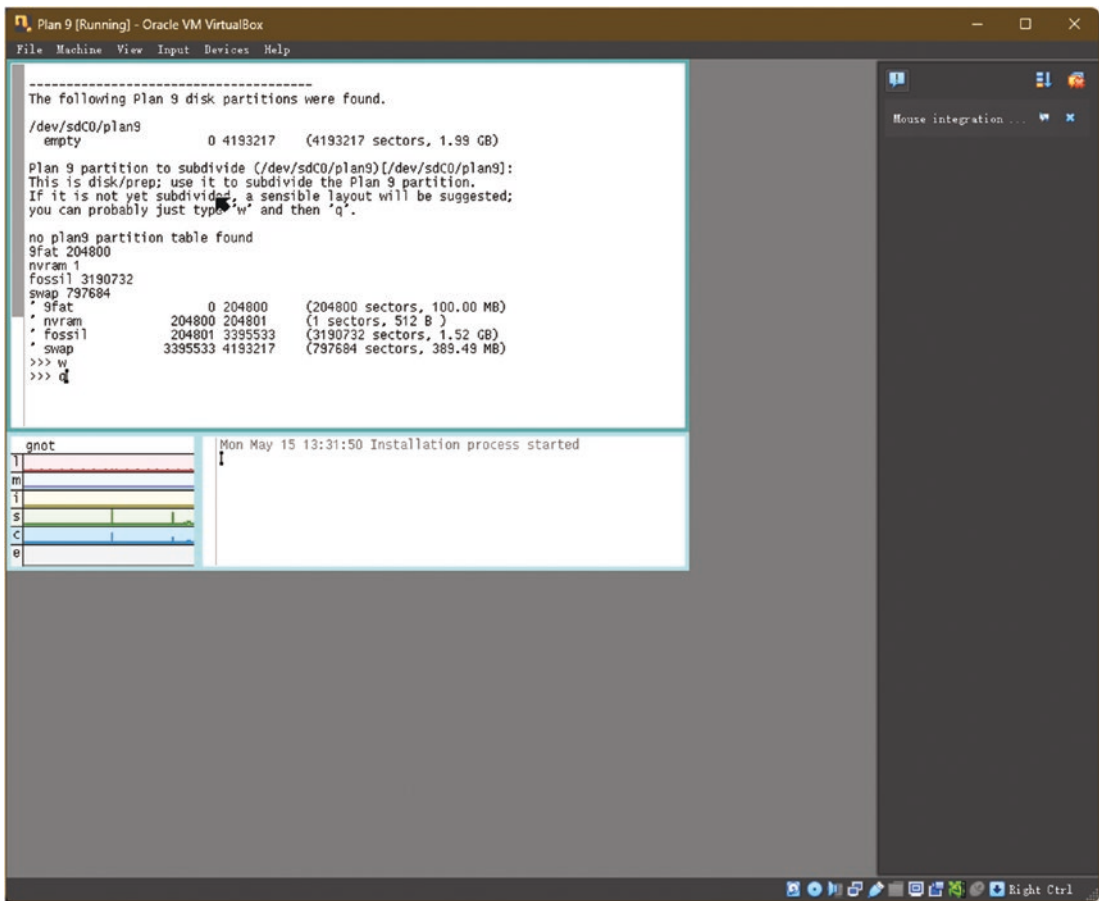 Plan 9 [Running] - Oracle VM VirtualBox
File Machine View Input Devices Help
--------------------------------------
The following Plan 9 disk partitions were found.
/dev/sdC0/plan9
empty 0 4193217 (4193217 sectors, 1.99 GB)
Plan 9 partition to subdivide (/dev/sdC0/plan9)[/dev/sdC0/plan9]:
This is disk/prep; use it to subdivide the Plan 9 partition.
If it is not yet subdivided, a sensible layout will be suggested;
you can probably just type 'w' and then 'q'.
no plan9 partition table found
9fat 204800
nvram 1
fossil 3190732
swap 797684
' 9fat 0 204800 (204800 sectors, 100.00 MB)
' nvram 204800 204801 (1 sectors, 512 B )
' fossil 204801 3395533 (3190732 sectors, 1.52 GB)
' swap 3395533 4193217 (797684 sectors, 389.49 MB)
>>> w
>>> q
Mouse integration ...
gnot
l
m
i
s
c
e
Mon May 15 13:31:50 Installation process started
Right Ctrl